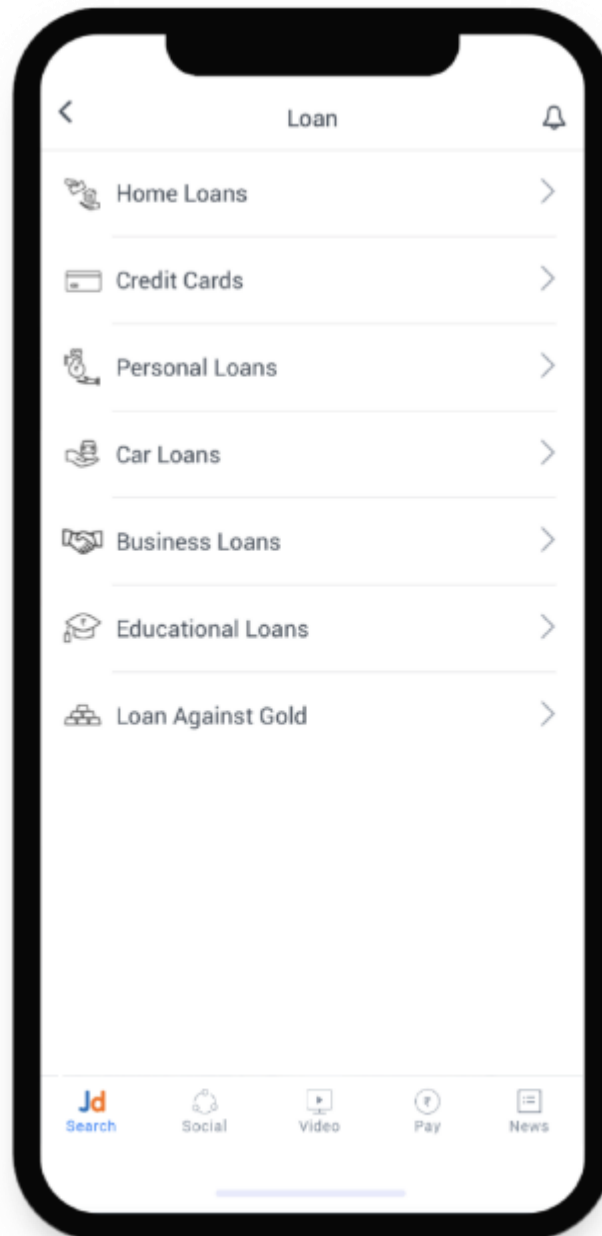 Loan
Home Loans
Credit Cards
Personal Loans
Car Loans
Business Loans
Educational Loans
Loan Against Gold
Jd
Search Social Video Pay News